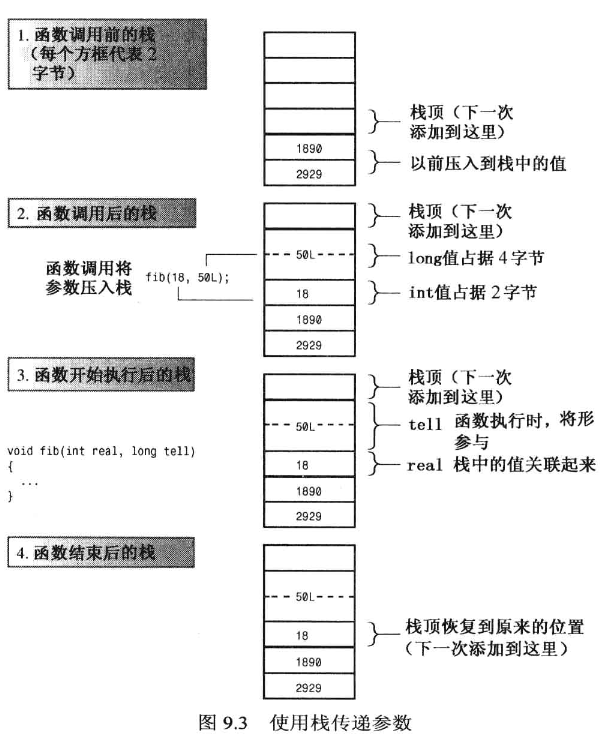 1. 函数调用前的栈
（每个方框代表 2
字节）
栈顶（下一次
添加到这里）
1890
以前压入到栈中的值
2929
2. 函数调用后的栈
栈顶（下一次
添加到这里）
50L
long值占据 4 字节
函数调用将
参数压入栈
fib(18, 50L);
18
int值占据 2 字节
1890
2929
3. 函数开始执行后的栈
栈顶（下一次
添加到这里）
50L
tell 函数执行时，将形
参与
void fib(int real, long tell)
{
...
}
18
real 栈中的值关联起来
1890
2929
4. 函数结束后的栈
50L
18
栈顶恢复到原来的位置
（下一次添加到这里）
1890
2929
图 9.3 使用栈传递参数